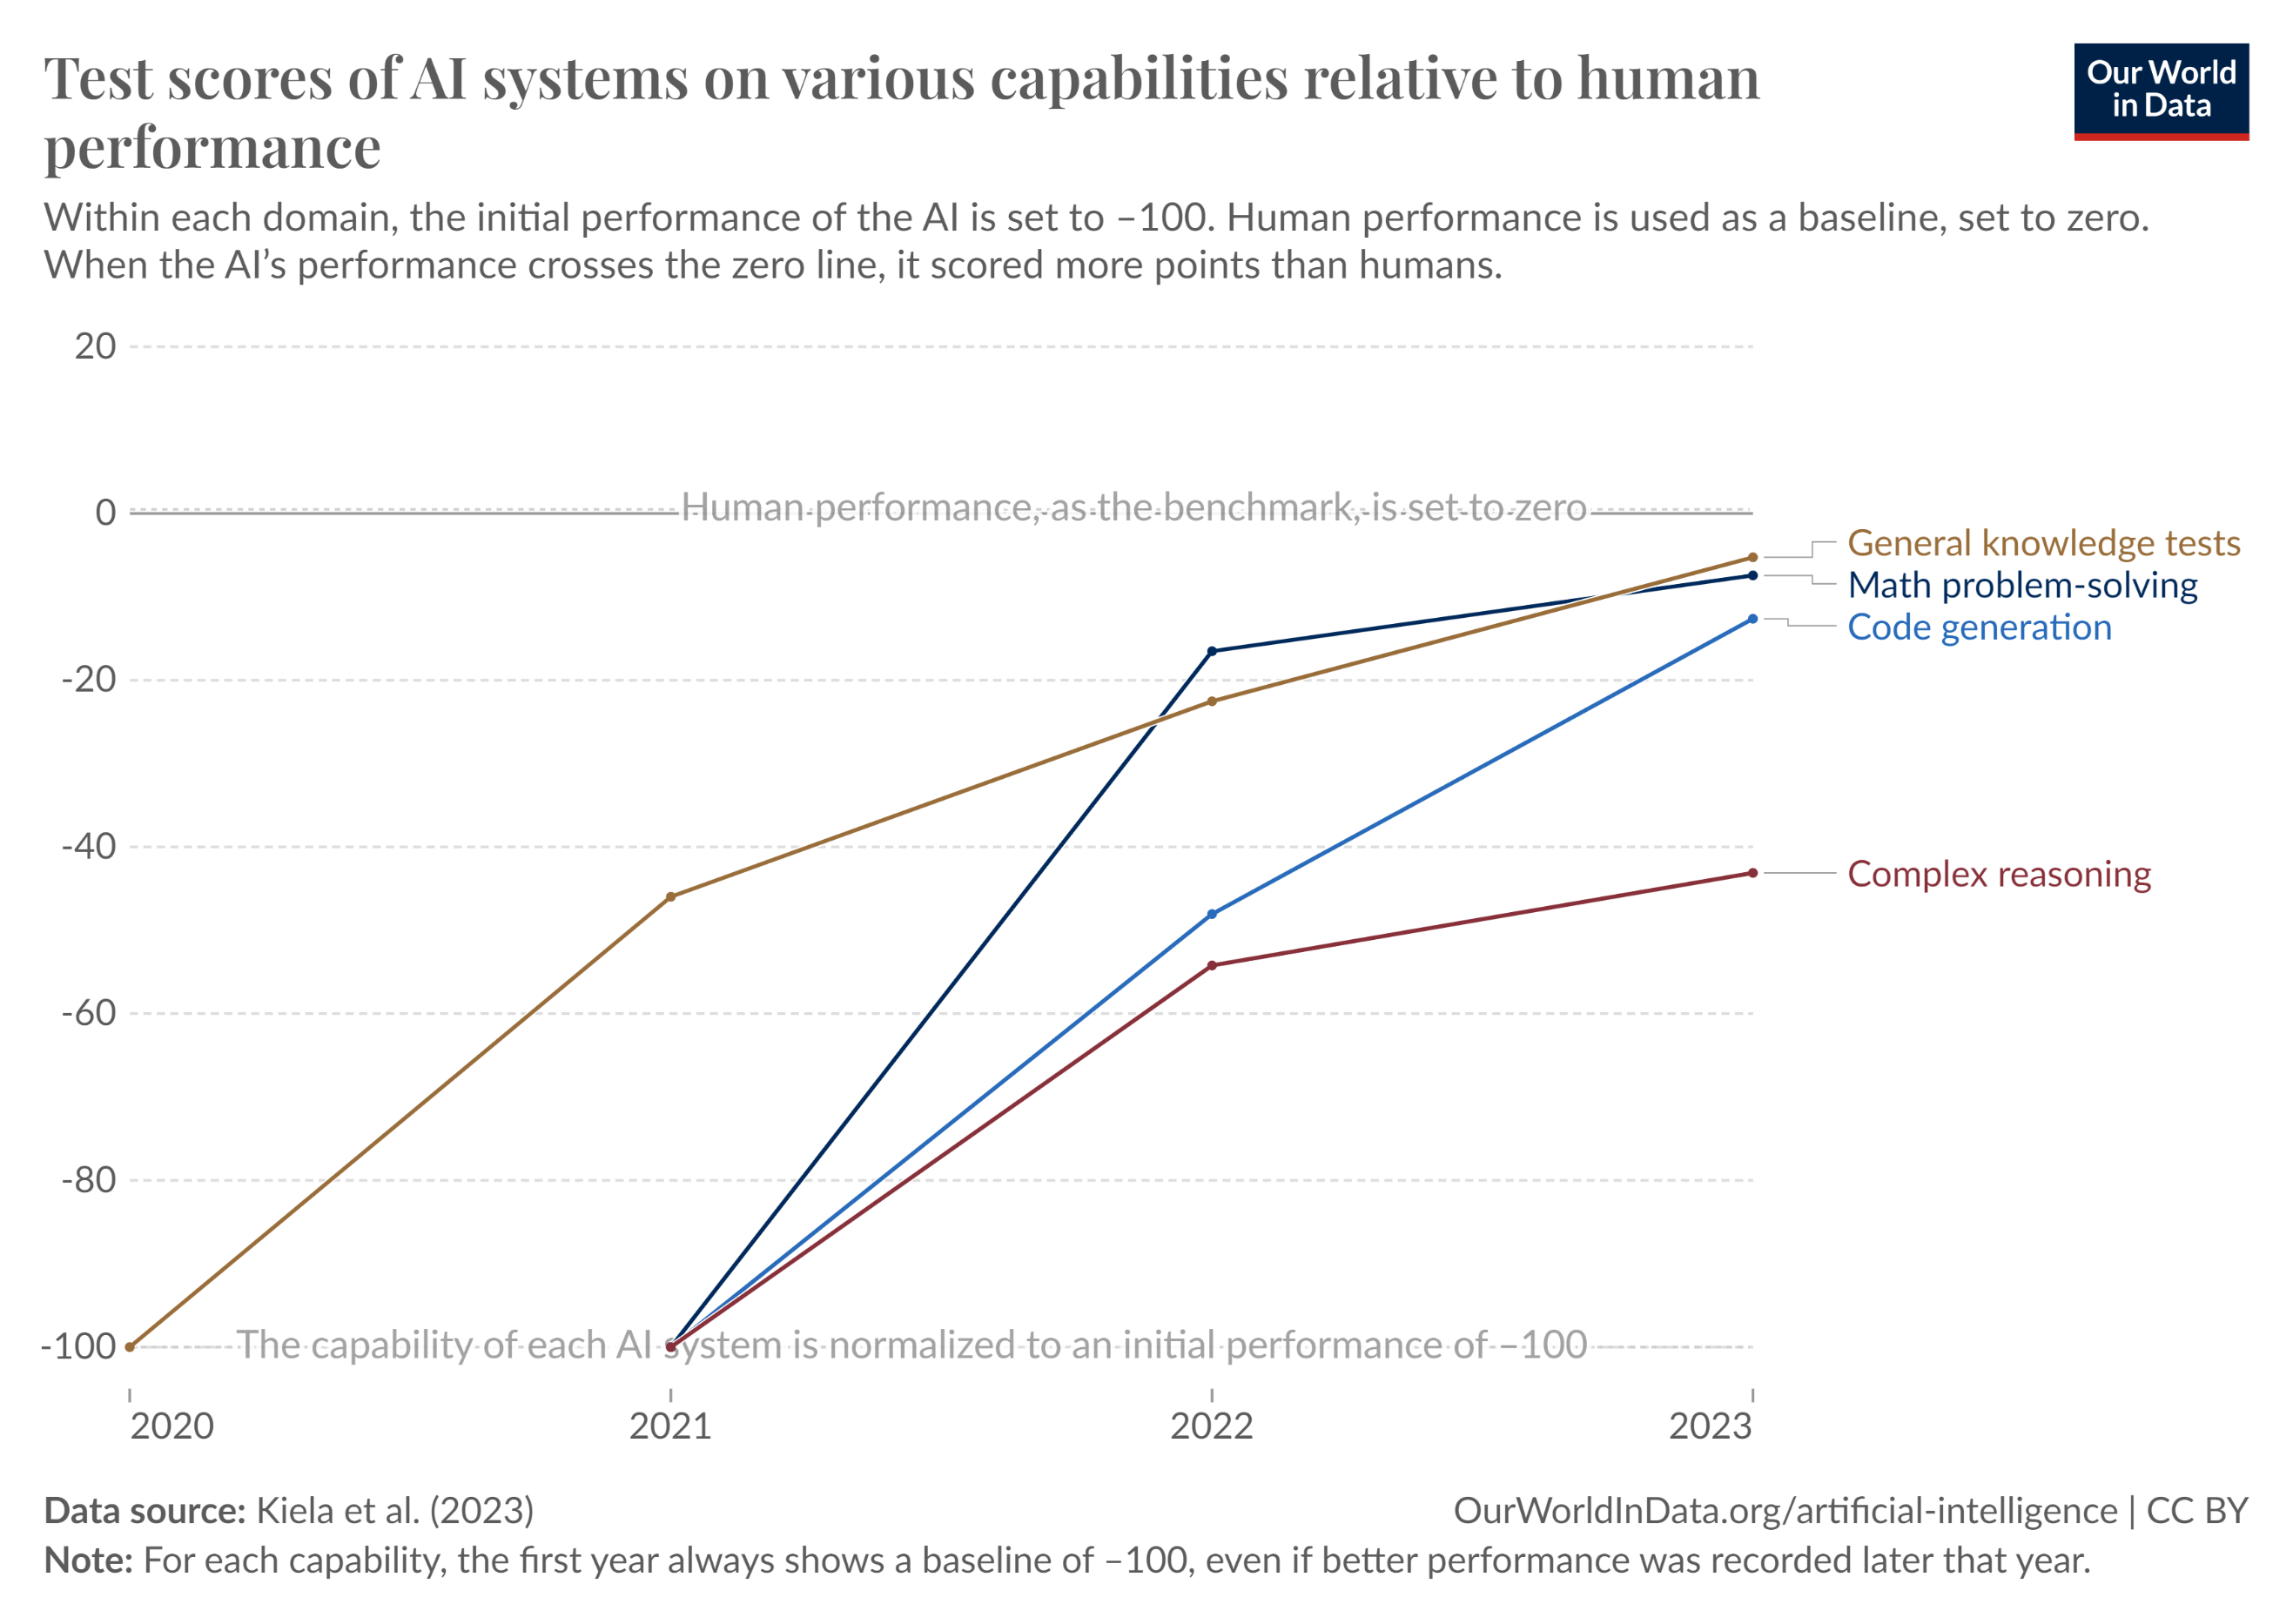 Test scores of AI systems on various capabilities relative to human
performance
Our World
in Data
Within each domain, the initial performance of the AI is set to −100. Human performance is used as a baseline, set to zero.
When the AI’s performance crosses the zero line, it scored more points than humans.
20
0
Human performance, as the benchmark, is set to zero
General knowledge tests
Math problem-solving
Code generation
-20
-40
Complex reasoning
-60
-80
-100
The capability of each AI system is normalized to an initial performance of −100
2020
2021
2022
2023
Data source: Kiela et al. (2023)
OurWorldInData.org/artificial-intelligence | CC BY
Note: For each capability, the first year always shows a baseline of −100, even if better performance was recorded later that year.